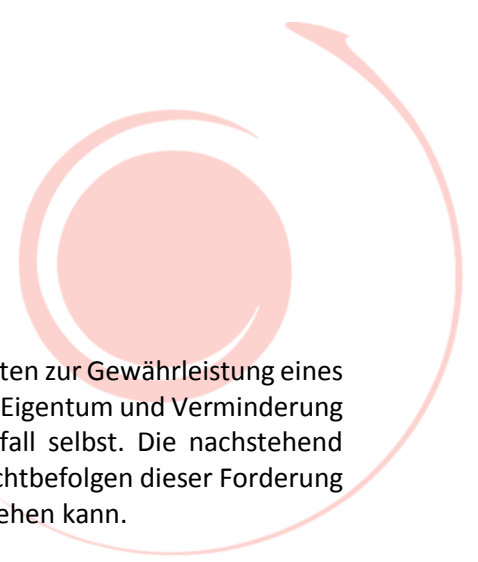 ten zur Gewährleistung eines
Eigentum und Verminderung
fall selbst. Die nachstehend
chtbefolgen dieser Forderung
ehen kann.